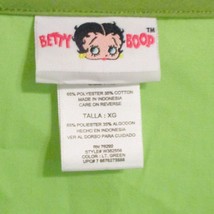 BETTY BOOP™
65% POLYESTER 35% COTTON
MADE IN INDONESIA
CARE ON REVERSE
TALLA: XG
65% POLIESTER 35% ALGODON
HECHO EN INDONESIA
VER AL DORSO PARA CUIDADO
COLOR: LT. GREEN